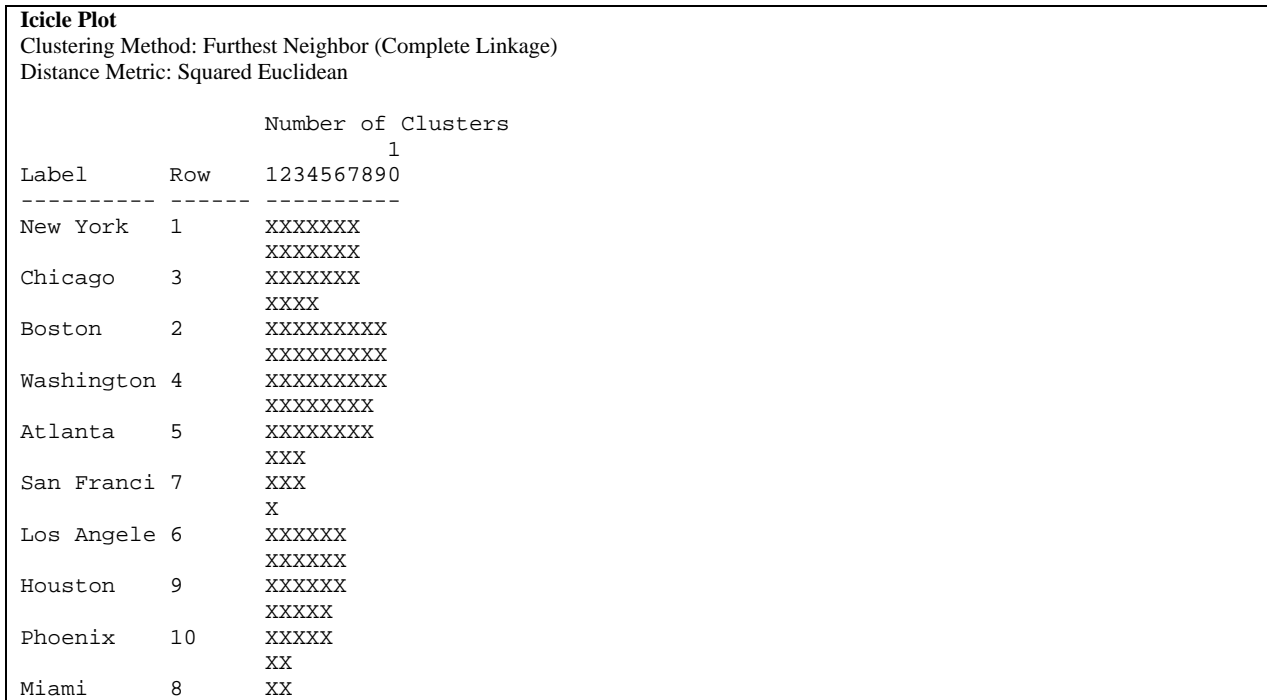 Icicle Plot
Clustering Method: Furthest Neighbor (Complete Linkage)
Distance Metric: Squared Euclidean
Number of Clusters
1
Label Row 1234567890
---------- ------ ----------
New York 1 XXXXXXX
XXXXXXX
Chicago 3 XXXXXXX
XXXX
Boston 2 XXXXXXXXX
XXXXXXXXX
Washington 4 XXXXXXXXX
XXXXXXXX
Atlanta 5 XXXXXXXX
XXX
San Franci 7 XXX
X
Los Angele 6 XXXXXX
XXXXXX
Houston 9 XXXXXX
XXXXX
Phoenix 10 XXXXX
XX
Miami 8 XX